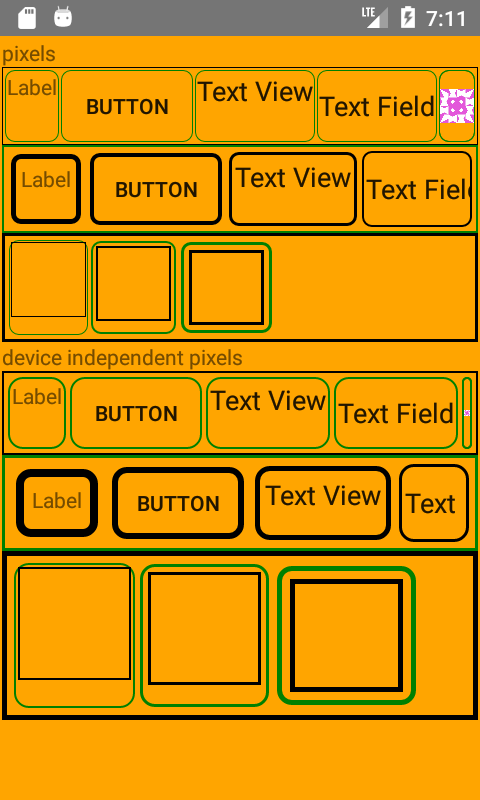 LTE 7:11
pixels
Label BUTTON Text View Text Field
Label BUTTON Text View Text Fiel
device independent pixels
Label BUTTON Text View Text Field
Label BUTTON Text View Text